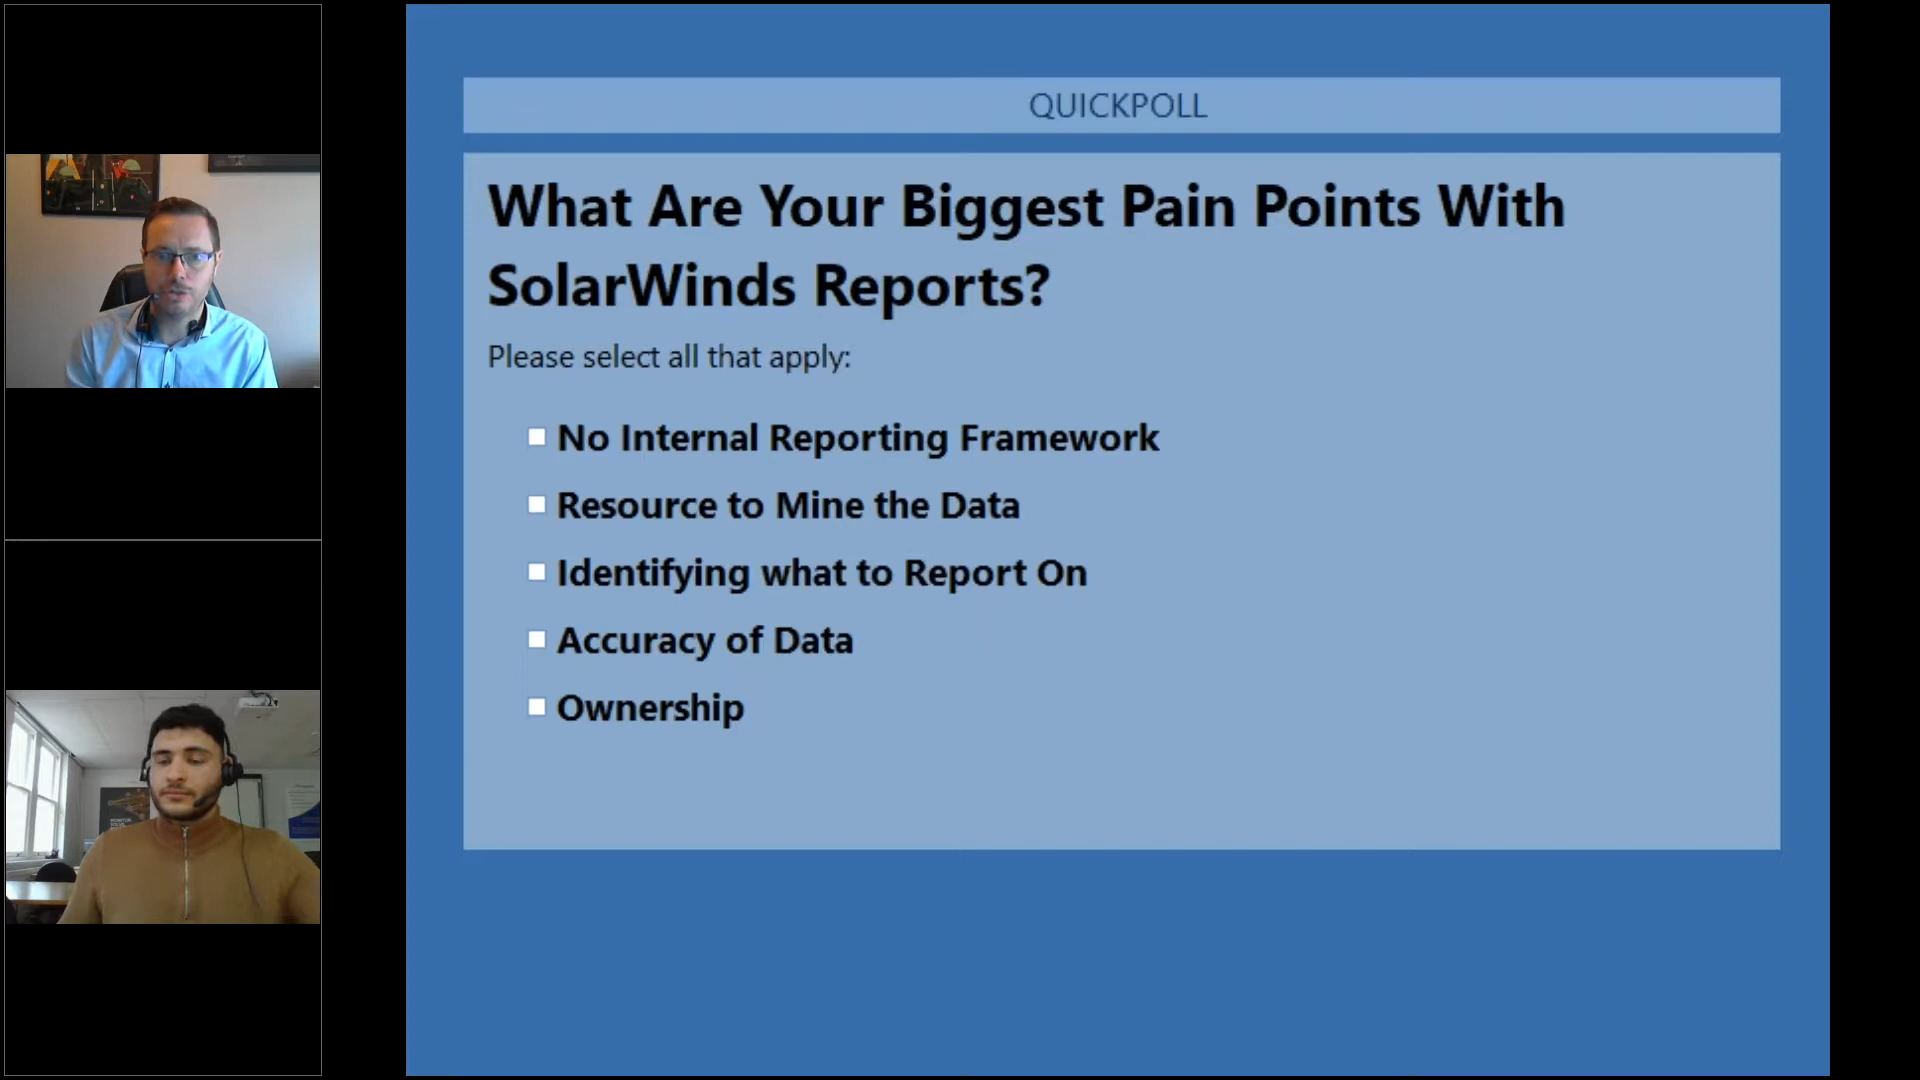 QUICKPOLL
What Are Your Biggest Pain Points With
SolarWinds Reports?
Please select all that apply:
No Internal Reporting Framework
Resource to Mine the Data
Identifying what to Report On
Accuracy of Data
Ownership